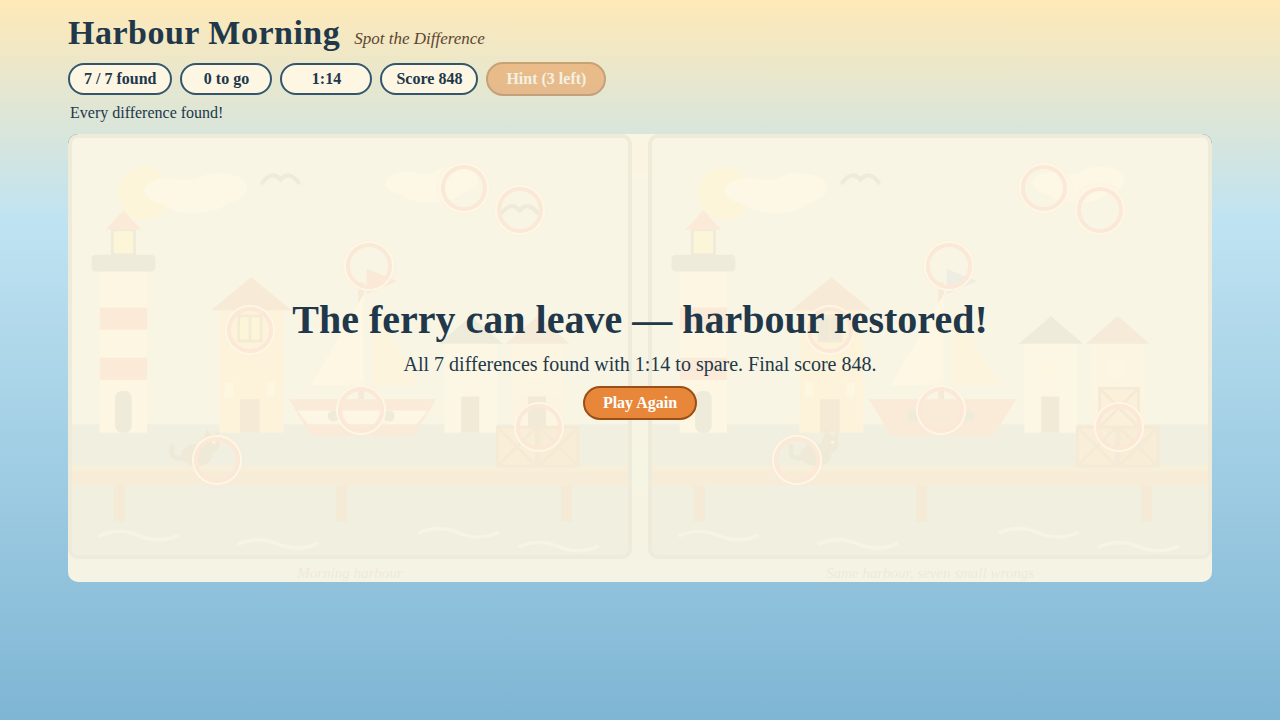 Harbour Morning Spot the Difference
7 / 7 found 0 to go 1:14 Score 848 Hint (3 left)
Every difference found!
The ferry can leave — harbour restored!
All 7 differences found with 1:14 to spare. Final score 848.
Play Again
Morning harbour Same harbour, seven small wrongs